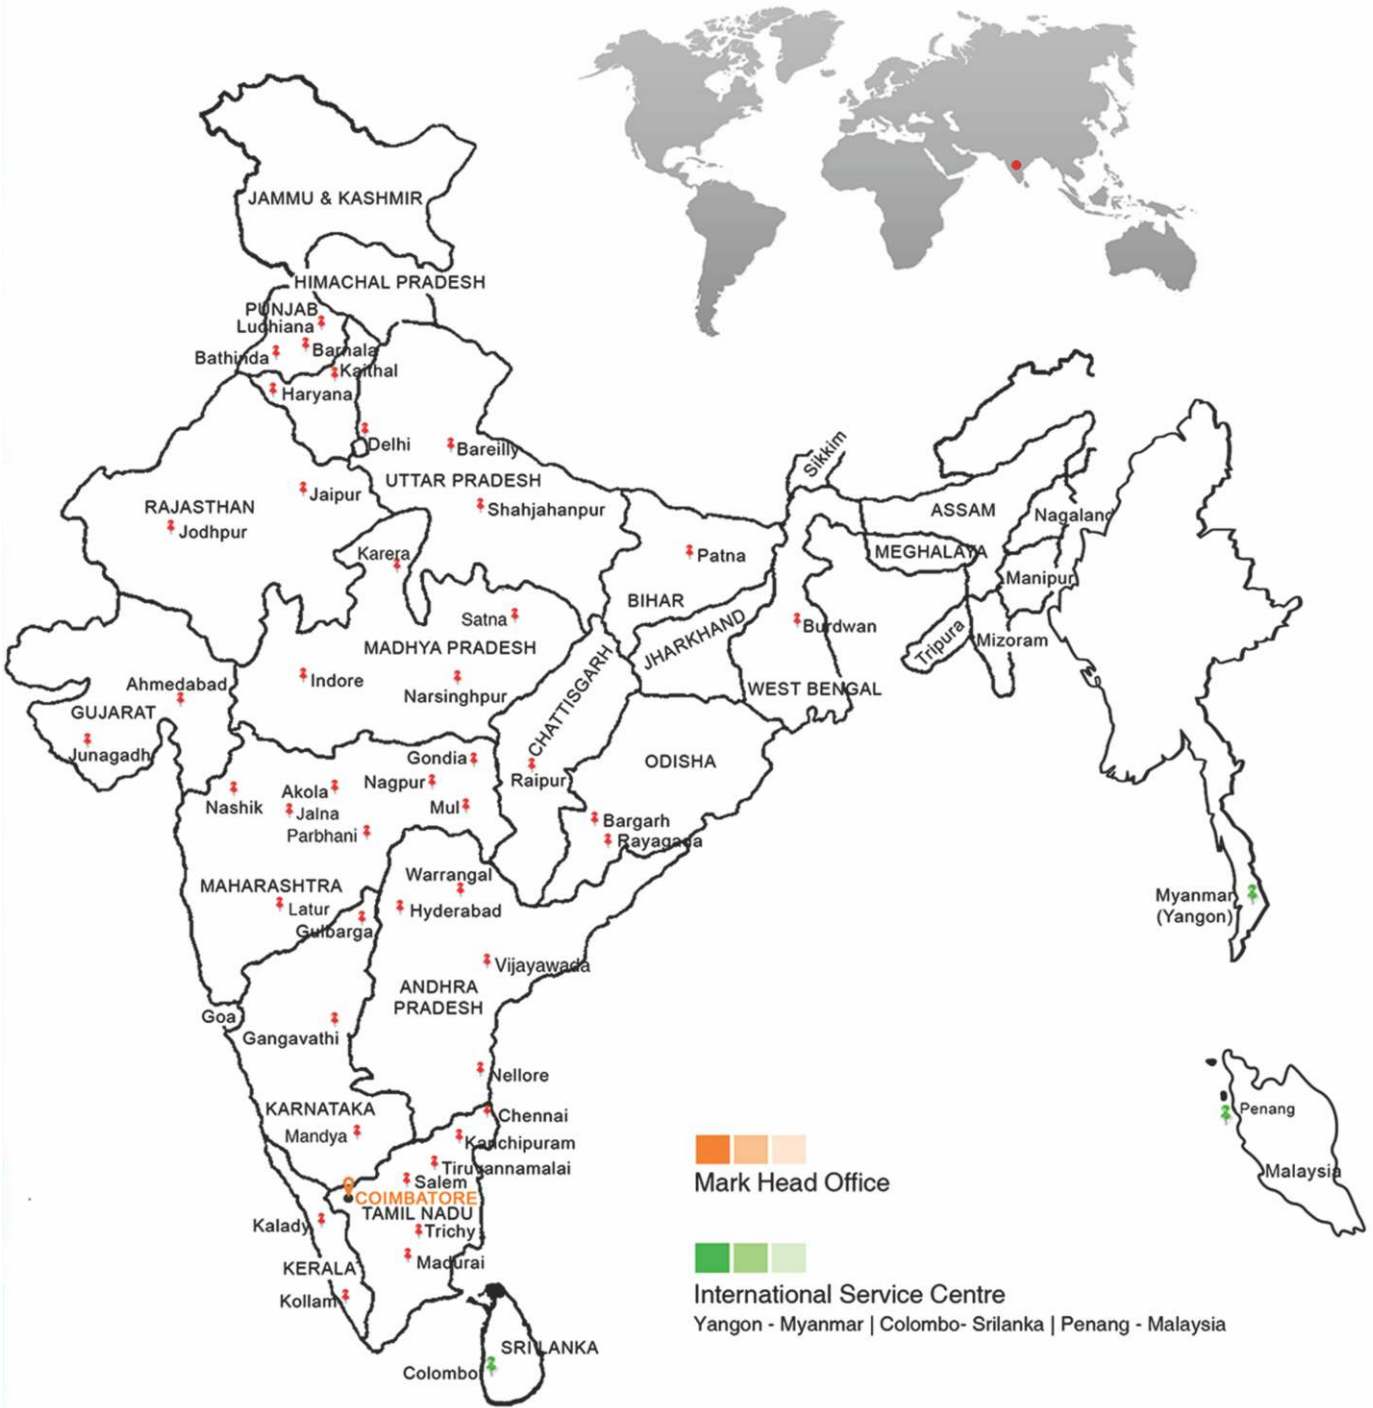 JAMMU & KASHMIR
HIMACHAL PRADESH
PUNJAB
Ludhiana
Barnala
Bathinda
Kaithal
Haryana
Delhi
Bareilly
UTTAR PRADESH
Shahjahanpur
Jaipur
RAJASTHAN
Jodhpur
Karera
Sikkim
ASSAM
Nagaland
MEGHALAYA
Manipur
Tripura
Mizoram
Patna
BIHAR
JHARKHAND
Burdwan
WEST BENGAL
Satna
MADHYA PRADESH
Indore
Narsinghpur
CHATTISGARH
Raipur
ODISHA
Bargarh
Rayagada
Ahmedabad
GUJARAT
Junagadh
Gondia
Nagpur
Mul
Akola
Nashik
Jalna
Parbhani
MAHARASHTRA
Latur
Gulbarga
Warrangal
Hyderabad
Vijayawada
ANDHRA
PRADESH
Myanmar
(Yangon)
Goa
Gangavathi
Nellore
KARNATAKA
Mandya
Chennai
Kanchipuram
Tiruvannamalai
Salem
COIMBATORE
TAMIL NADU
Trichy
Madurai
Kalady
KERALA
Kollam
SRI LANKA
Colombo
Penang
Malaysia
Mark Head Office
International Service Centre
Yangon - Myanmar | Colombo- Srilanka | Penang - Malaysia